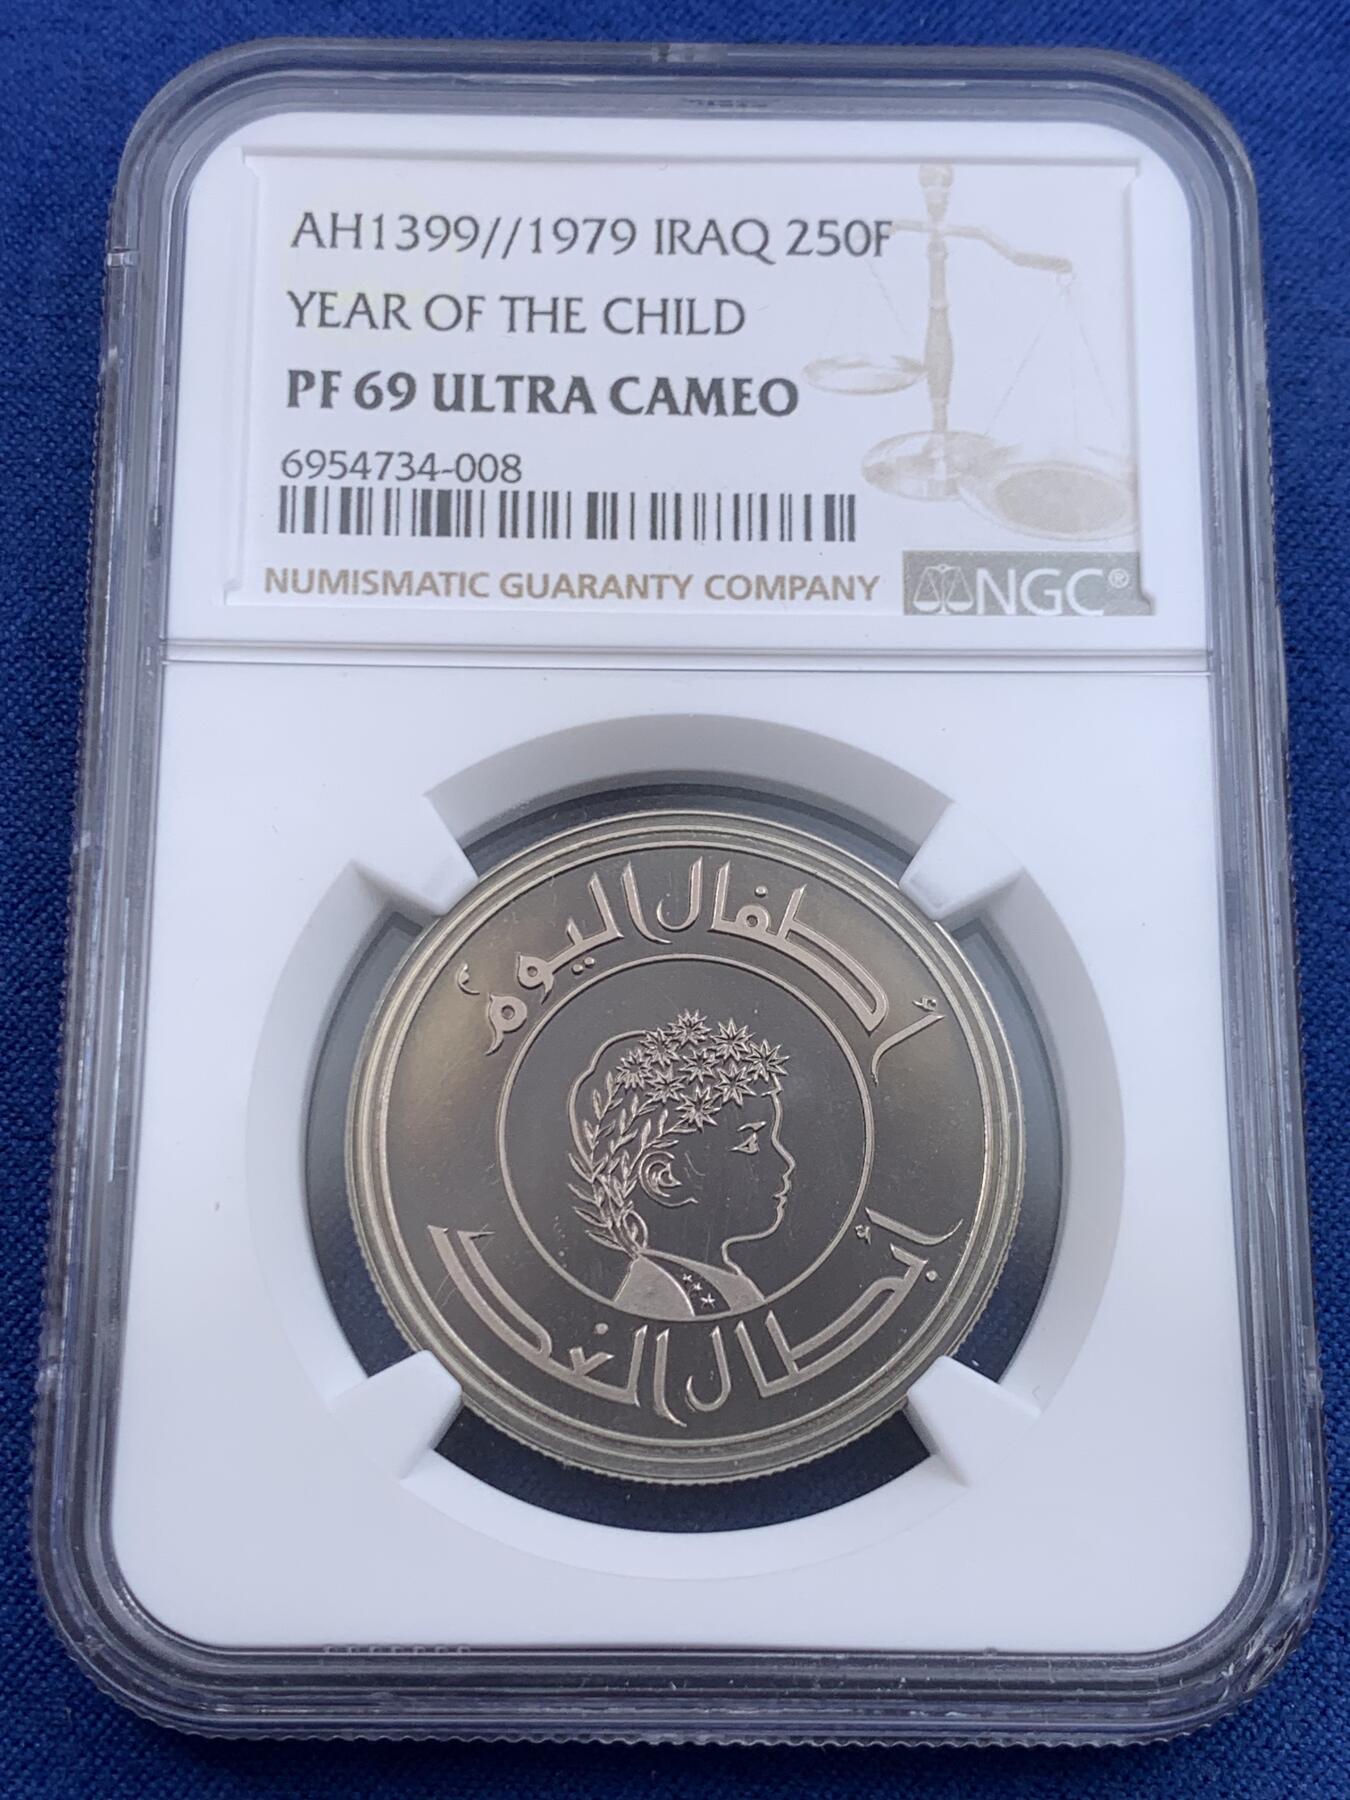 AH1399//1979 IRAQ 250F
YEAR OF THE CHILD
PF 69 ULTRA CAMEO
6954734-008
NUMISMATIC GUARANTY COMPANY
NGC®
أطفال اليوم
أبطال الغد